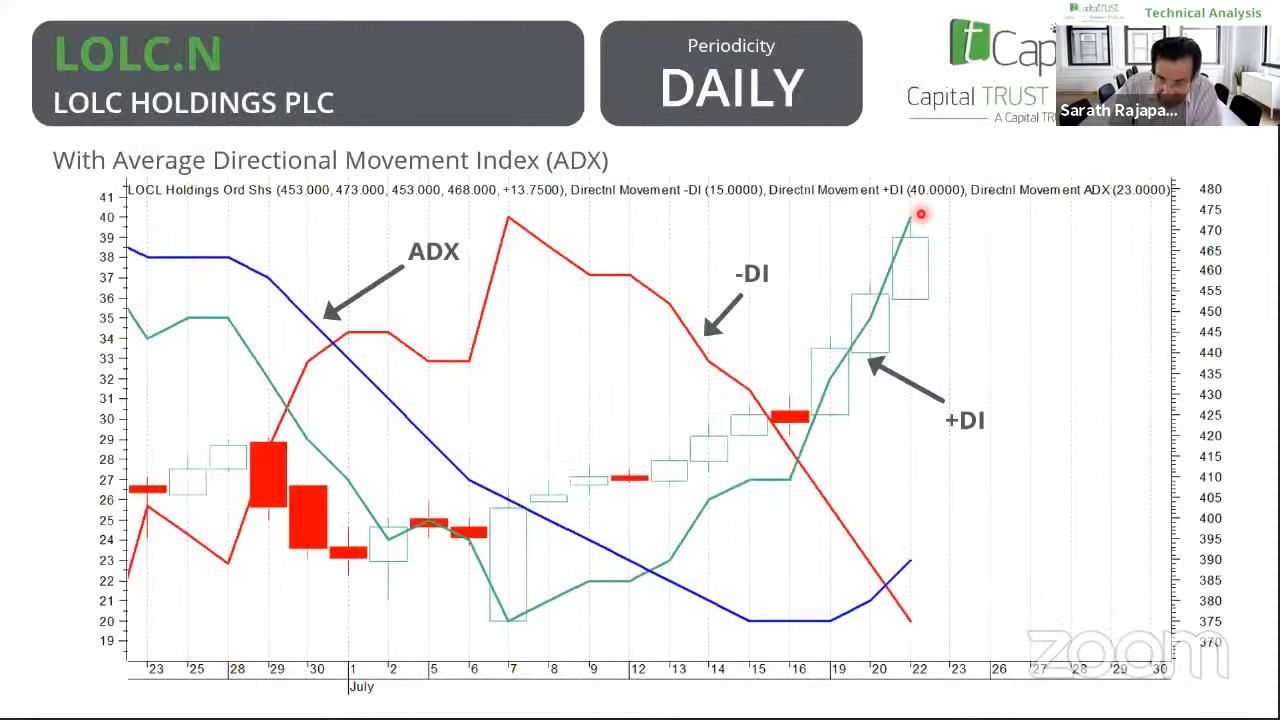 LOLC.N
LOLC HOLDINGS PLC
Periodicity
DAILY
tCap
Capital TRUST
A Capital TR
Technical Analysis
Sarath Rajapa...
With Average Directional Movement Index (ADX)
LOCL Holdings Ord Shs (453.000, 473.000, 453.000, 468.000, +13.7500), Directnl Movement -DI (15.0000), Directnl Movement +DI (40.0000), Directnl Movement ADX (23.0000)
41
40
39
38
37
36
35
34
33
32
31
30
29
28
27
26
25
24
23
22
21
20
19
480
475
470
465
460
455
450
445
440
435
430
425
420
415
410
405
400
395
390
385
380
375
370
ADX
-DI
+DI
23 25 28 29 30 1 2 5 6 7 8 9 12 13 14 15 16 19 20 22 23 26 27 28 29 30
July
zoom